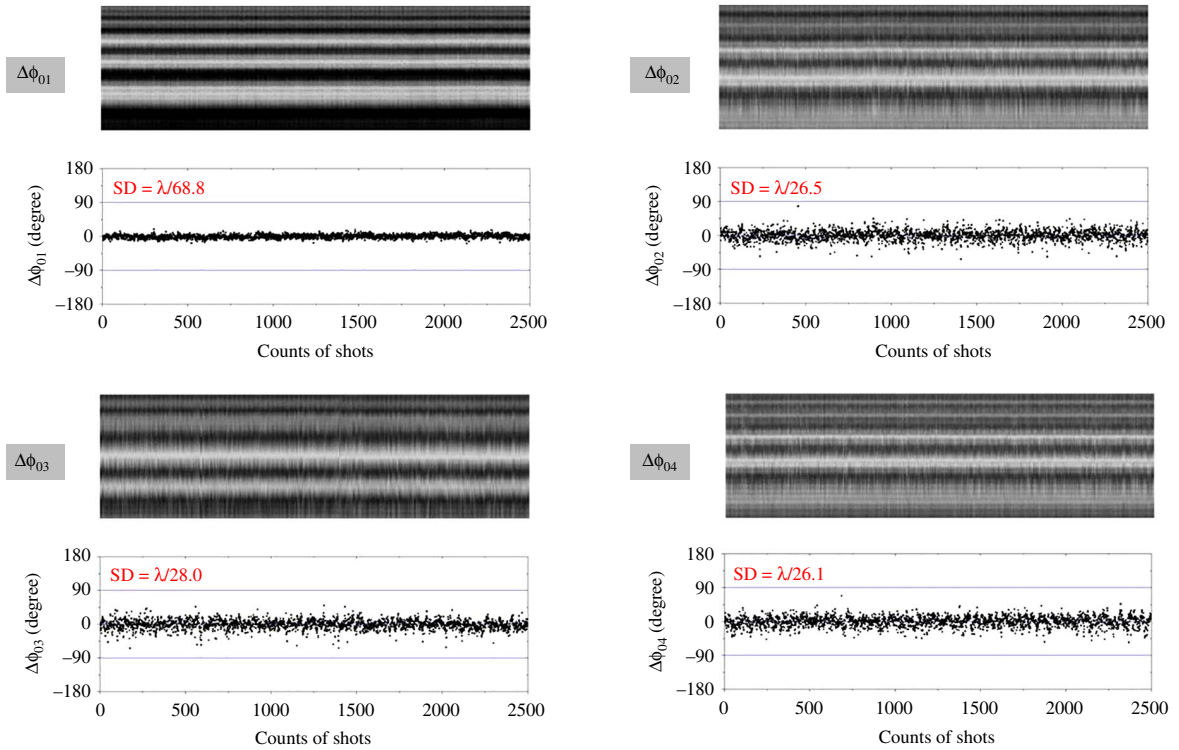 Δϕ01
180
90
0
–90
–180
Δϕ01 (degree)
SD = λ/68.8
0 500 1000 1500 2000 2500
Counts of shots
Δϕ02
180
90
0
–90
–180
Δϕ02 (degree)
SD = λ/26.5
0 500 1000 1500 2000 2500
Counts of shots
Δϕ03
180
90
0
–90
–180
Δϕ03 (degree)
SD = λ/28.0
0 500 1000 1500 2000 2500
Counts of shots
Δϕ04
180
90
0
–90
–180
Δϕ04 (degree)
SD = λ/26.1
0 500 1000 1500 2000 2500
Counts of shots